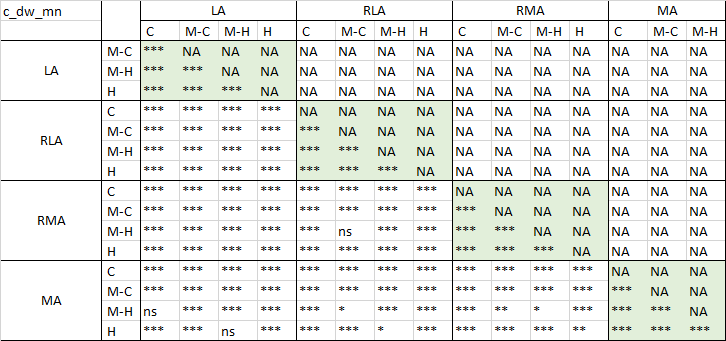 c_dw_mn LA RLA RMA MA
C M-C M-H H C M-C M-H H C M-C M-H H C M-C M-H
LA M-C *** NA NA NA NA NA NA NA NA NA NA NA NA NA NA
M-H *** *** NA NA NA NA NA NA NA NA NA NA NA NA NA
H *** *** *** NA NA NA NA NA NA NA NA NA NA NA NA
RLA C *** *** *** *** NA NA NA NA NA NA NA NA NA NA NA
M-C *** *** *** *** *** NA NA NA NA NA NA NA NA NA NA
M-H *** *** *** *** *** *** NA NA NA NA NA NA NA NA NA
H *** *** *** *** *** *** *** NA NA NA NA NA NA NA NA
RMA C *** *** *** *** *** *** *** *** NA NA NA NA NA NA NA
M-C *** *** *** *** *** *** *** *** *** NA NA NA NA NA NA
M-H *** *** *** *** *** ns *** *** *** *** NA NA NA NA NA
H *** *** *** *** *** *** *** *** *** *** *** NA NA NA NA
MA C *** *** *** *** *** *** *** *** *** *** *** *** NA NA NA
M-C *** *** *** *** *** *** *** *** *** *** *** *** *** NA NA
M-H ns *** *** *** *** * *** *** *** ** * *** *** *** NA
H *** *** ns *** *** *** * *** *** *** *** ** *** *** ***